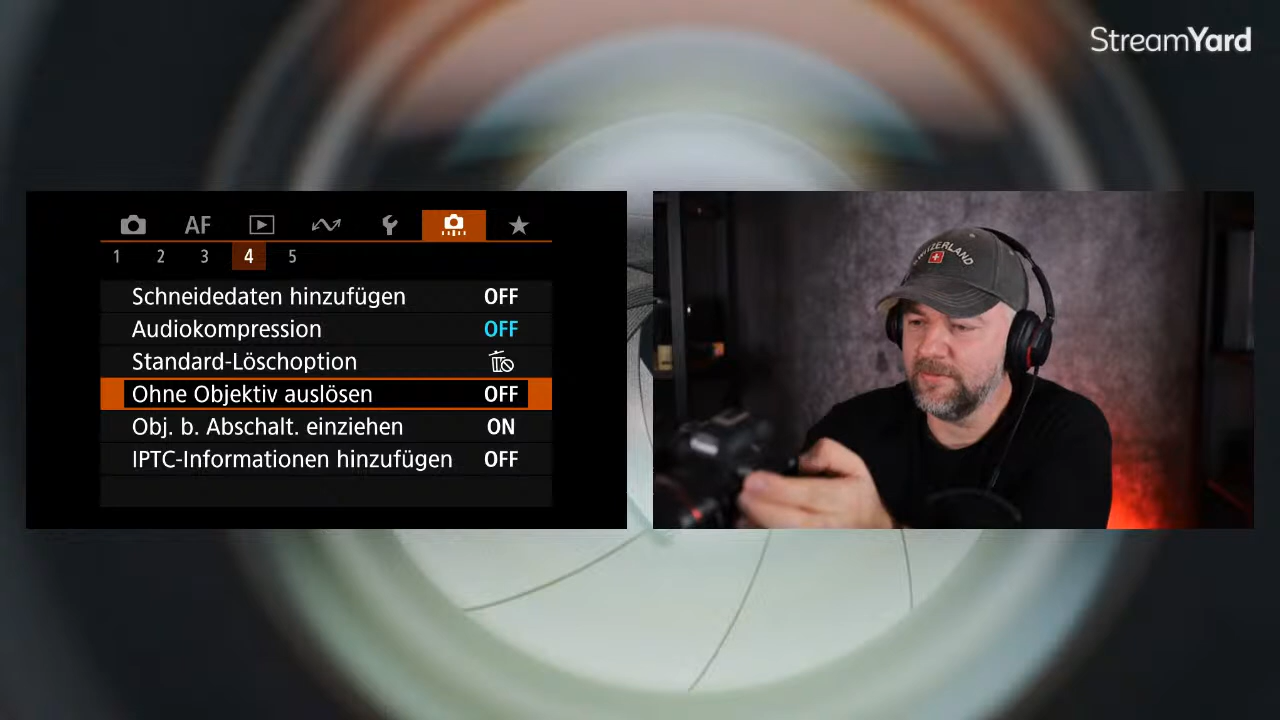 StreamYard
AF
1 2 3 4 5
Schneidedaten hinzufügen OFF
Audiokompression OFF
Standard-Löschoption
Ohne Objektiv auslösen OFF
Obj. b. Abschalt. einziehen ON
IPTC-Informationen hinzufügen OFF
SWITZERLAND